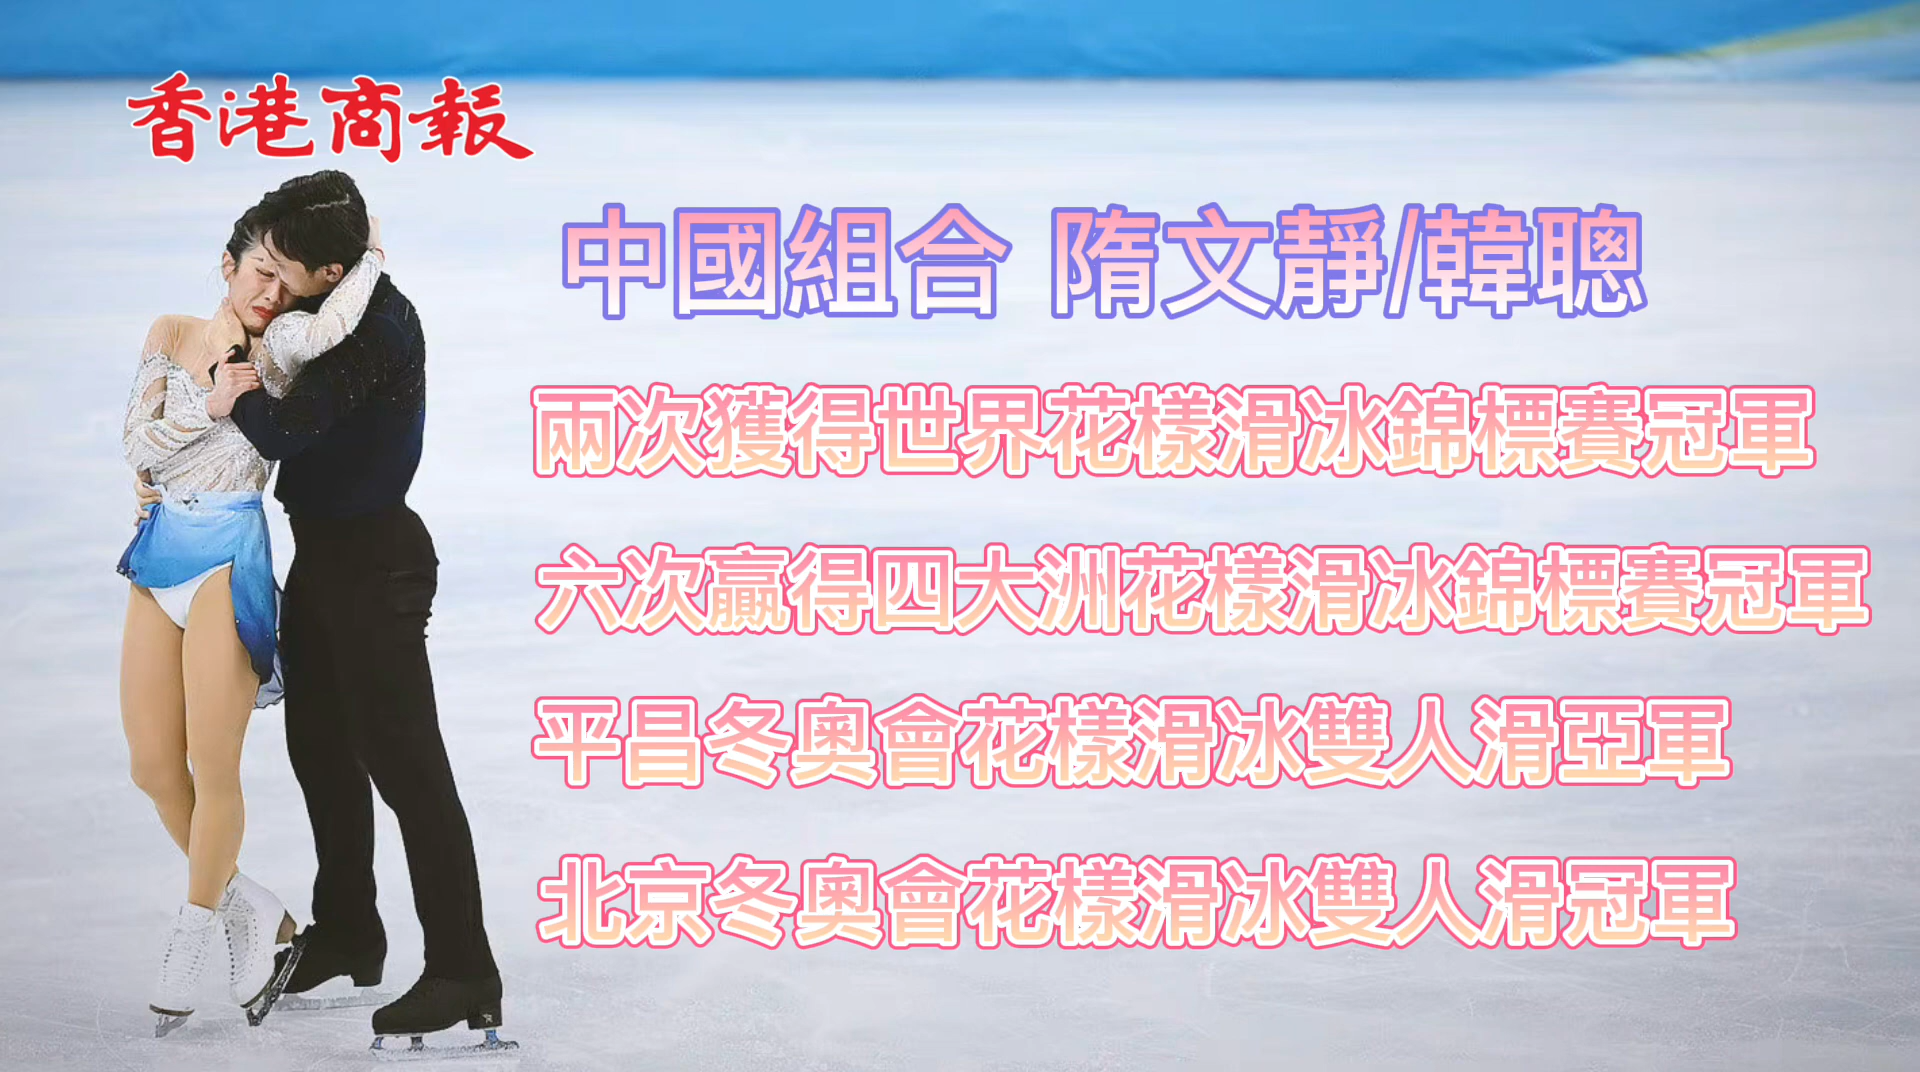 香港商報
中國組合 隋文靜/韓聰
兩次獲得世界花樣滑冰錦標賽冠軍
六次贏得四大洲花樣滑冰錦標賽冠軍
平昌冬奧會花樣滑冰雙人滑亞軍
北京冬奧會花樣滑冰雙人滑冠軍